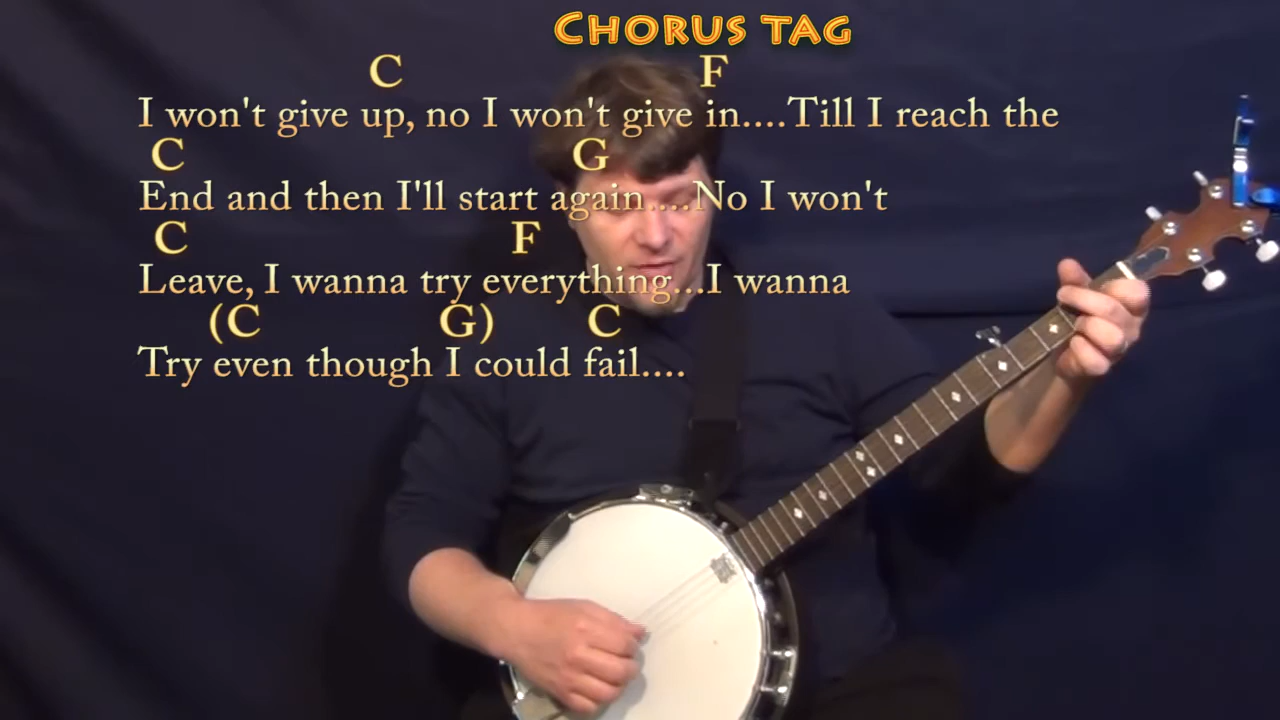 CHORUS TAG
C F
I won't give up, no I won't give in....Till I reach the
C G
End and then I'll start again....No I won't
C F
Leave, I wanna try everything...I wanna
(C G) C
Try even though I could fail....